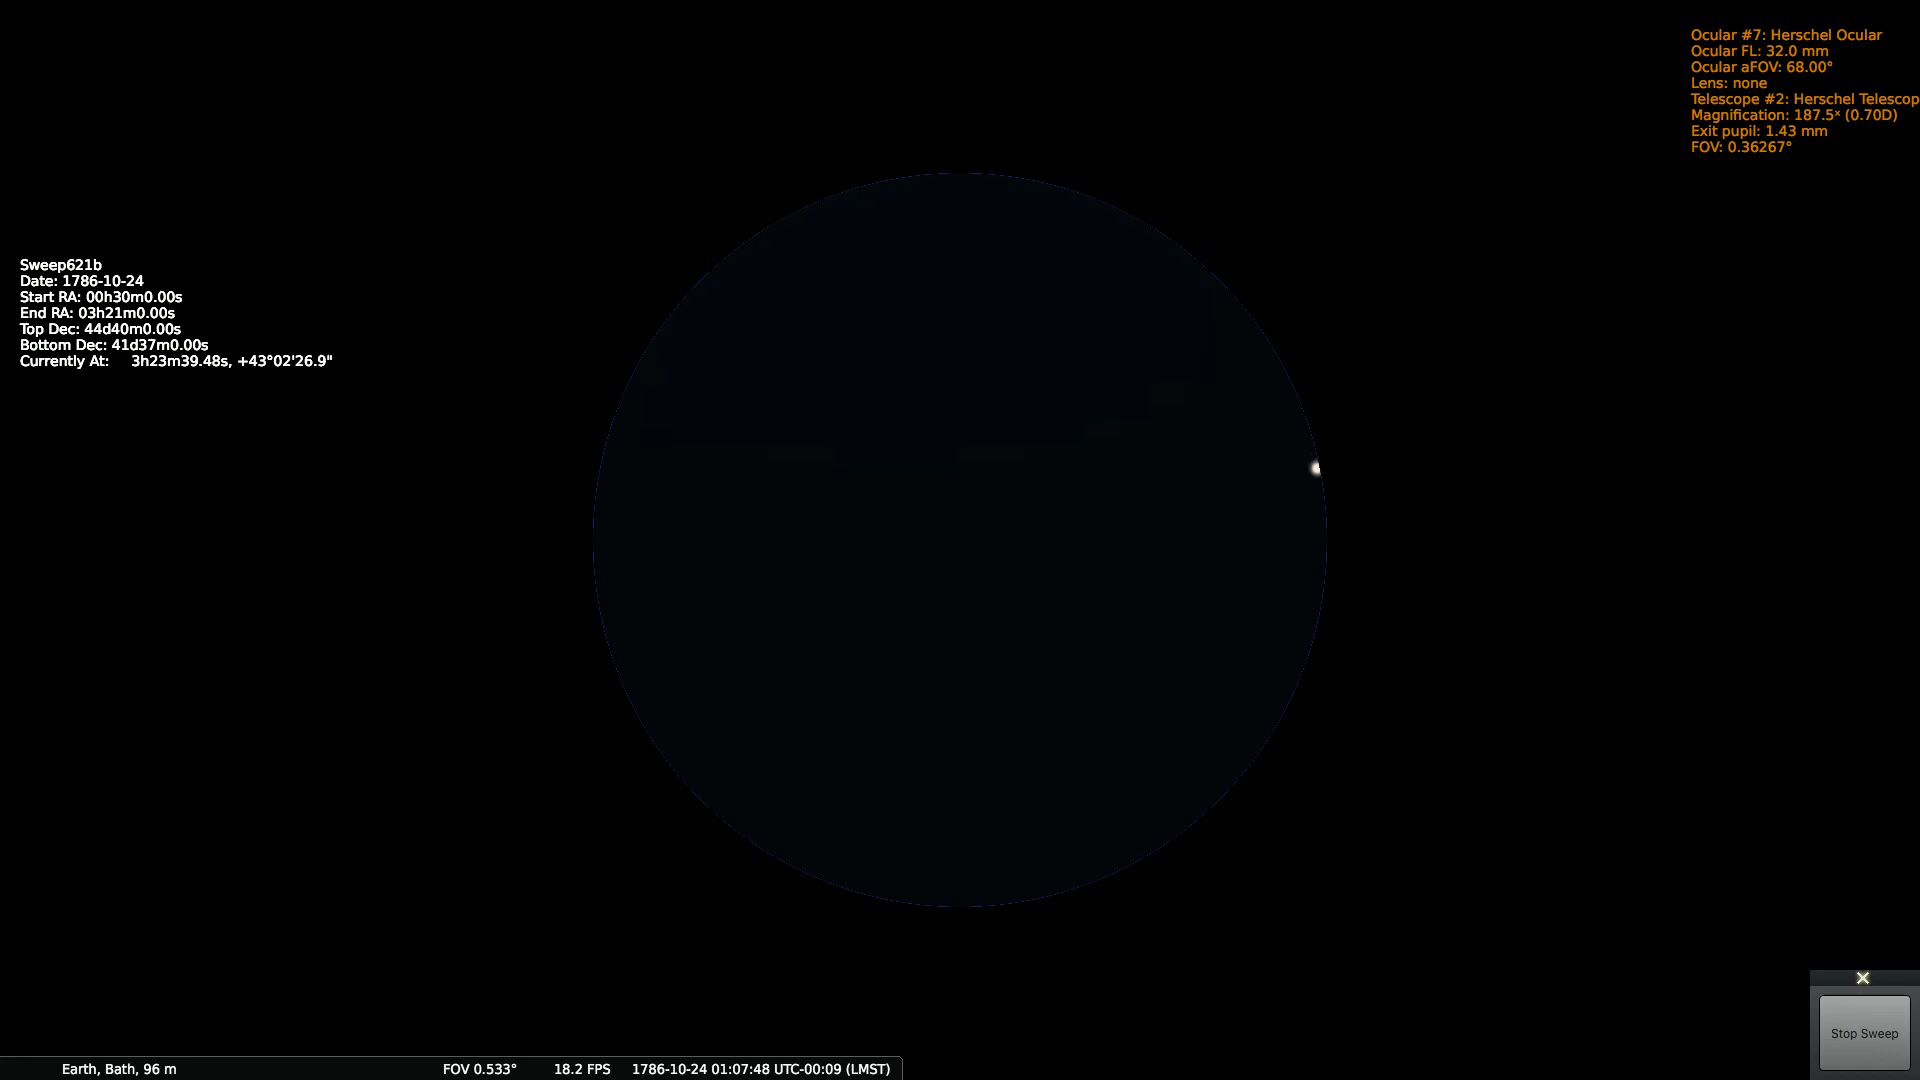 Ocular #7: Herschel Ocular
Ocular FL: 32.0 mm
Ocular aFOV: 68.00°
Lens: none
Telescope #2: Herschel Telescop
Magnification: 187.5ˣ (0.70D)
Exit pupil: 1.43 mm
FOV: 0.36267°
Sweep621b
Date: 1786-10-24
Start RA: 00h30m0.00s
End RA: 03h21m0.00s
Top Dec: 44d40m0.00s
Bottom Dec: 41d37m0.00s
Currently At: 3h23m39.48s, +43°02'26.9"
Stop Sweep
Earth, Bath, 96 m FOV 0.533° 18.2 FPS 1786-10-24 01:07:48 UTC-00:09 (LMST)